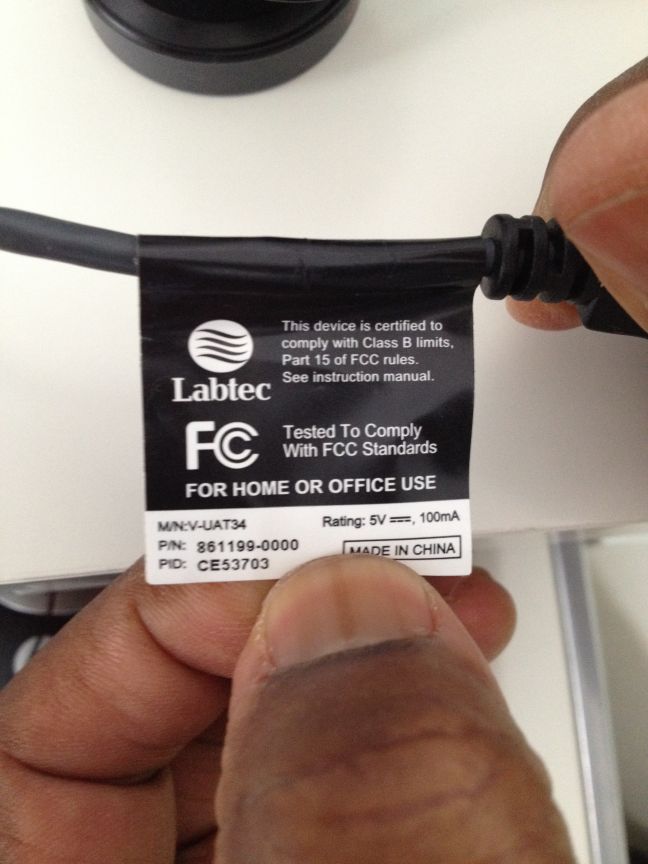 This device is certified to
comply with Class B limits,
Part 15 of FCC rules.
See instruction manual.
Labtec
FC Tested To Comply
With FCC Standards
FOR HOME OR OFFICE USE
M/N:V-UAT34 Rating: 5V ⎓, 100mA
P/N: 861199-0000
MADE IN CHINA
PID: CE53703